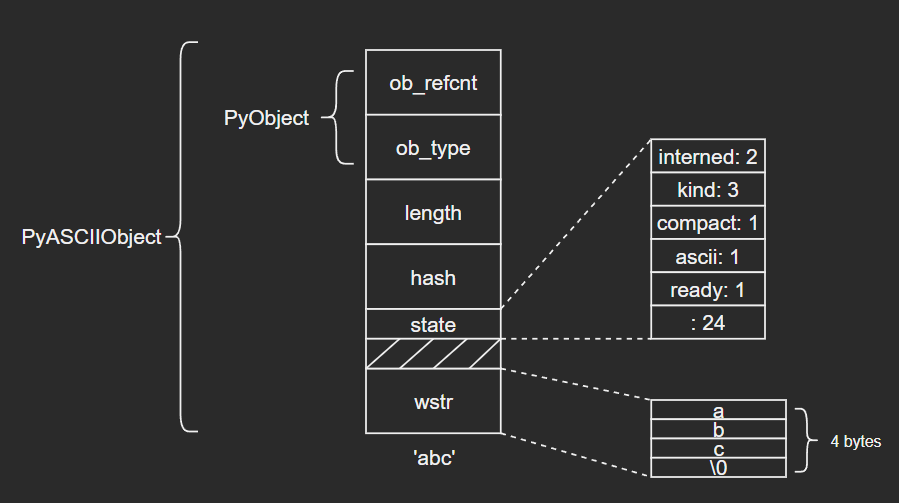 PyASCIIObject
PyObject
ob_refcnt
ob_type
length
hash
state
wstr
'abc'
interned: 2
kind: 3
compact: 1
ascii: 1
ready: 1
: 24
a
b
c
\0
4 bytes